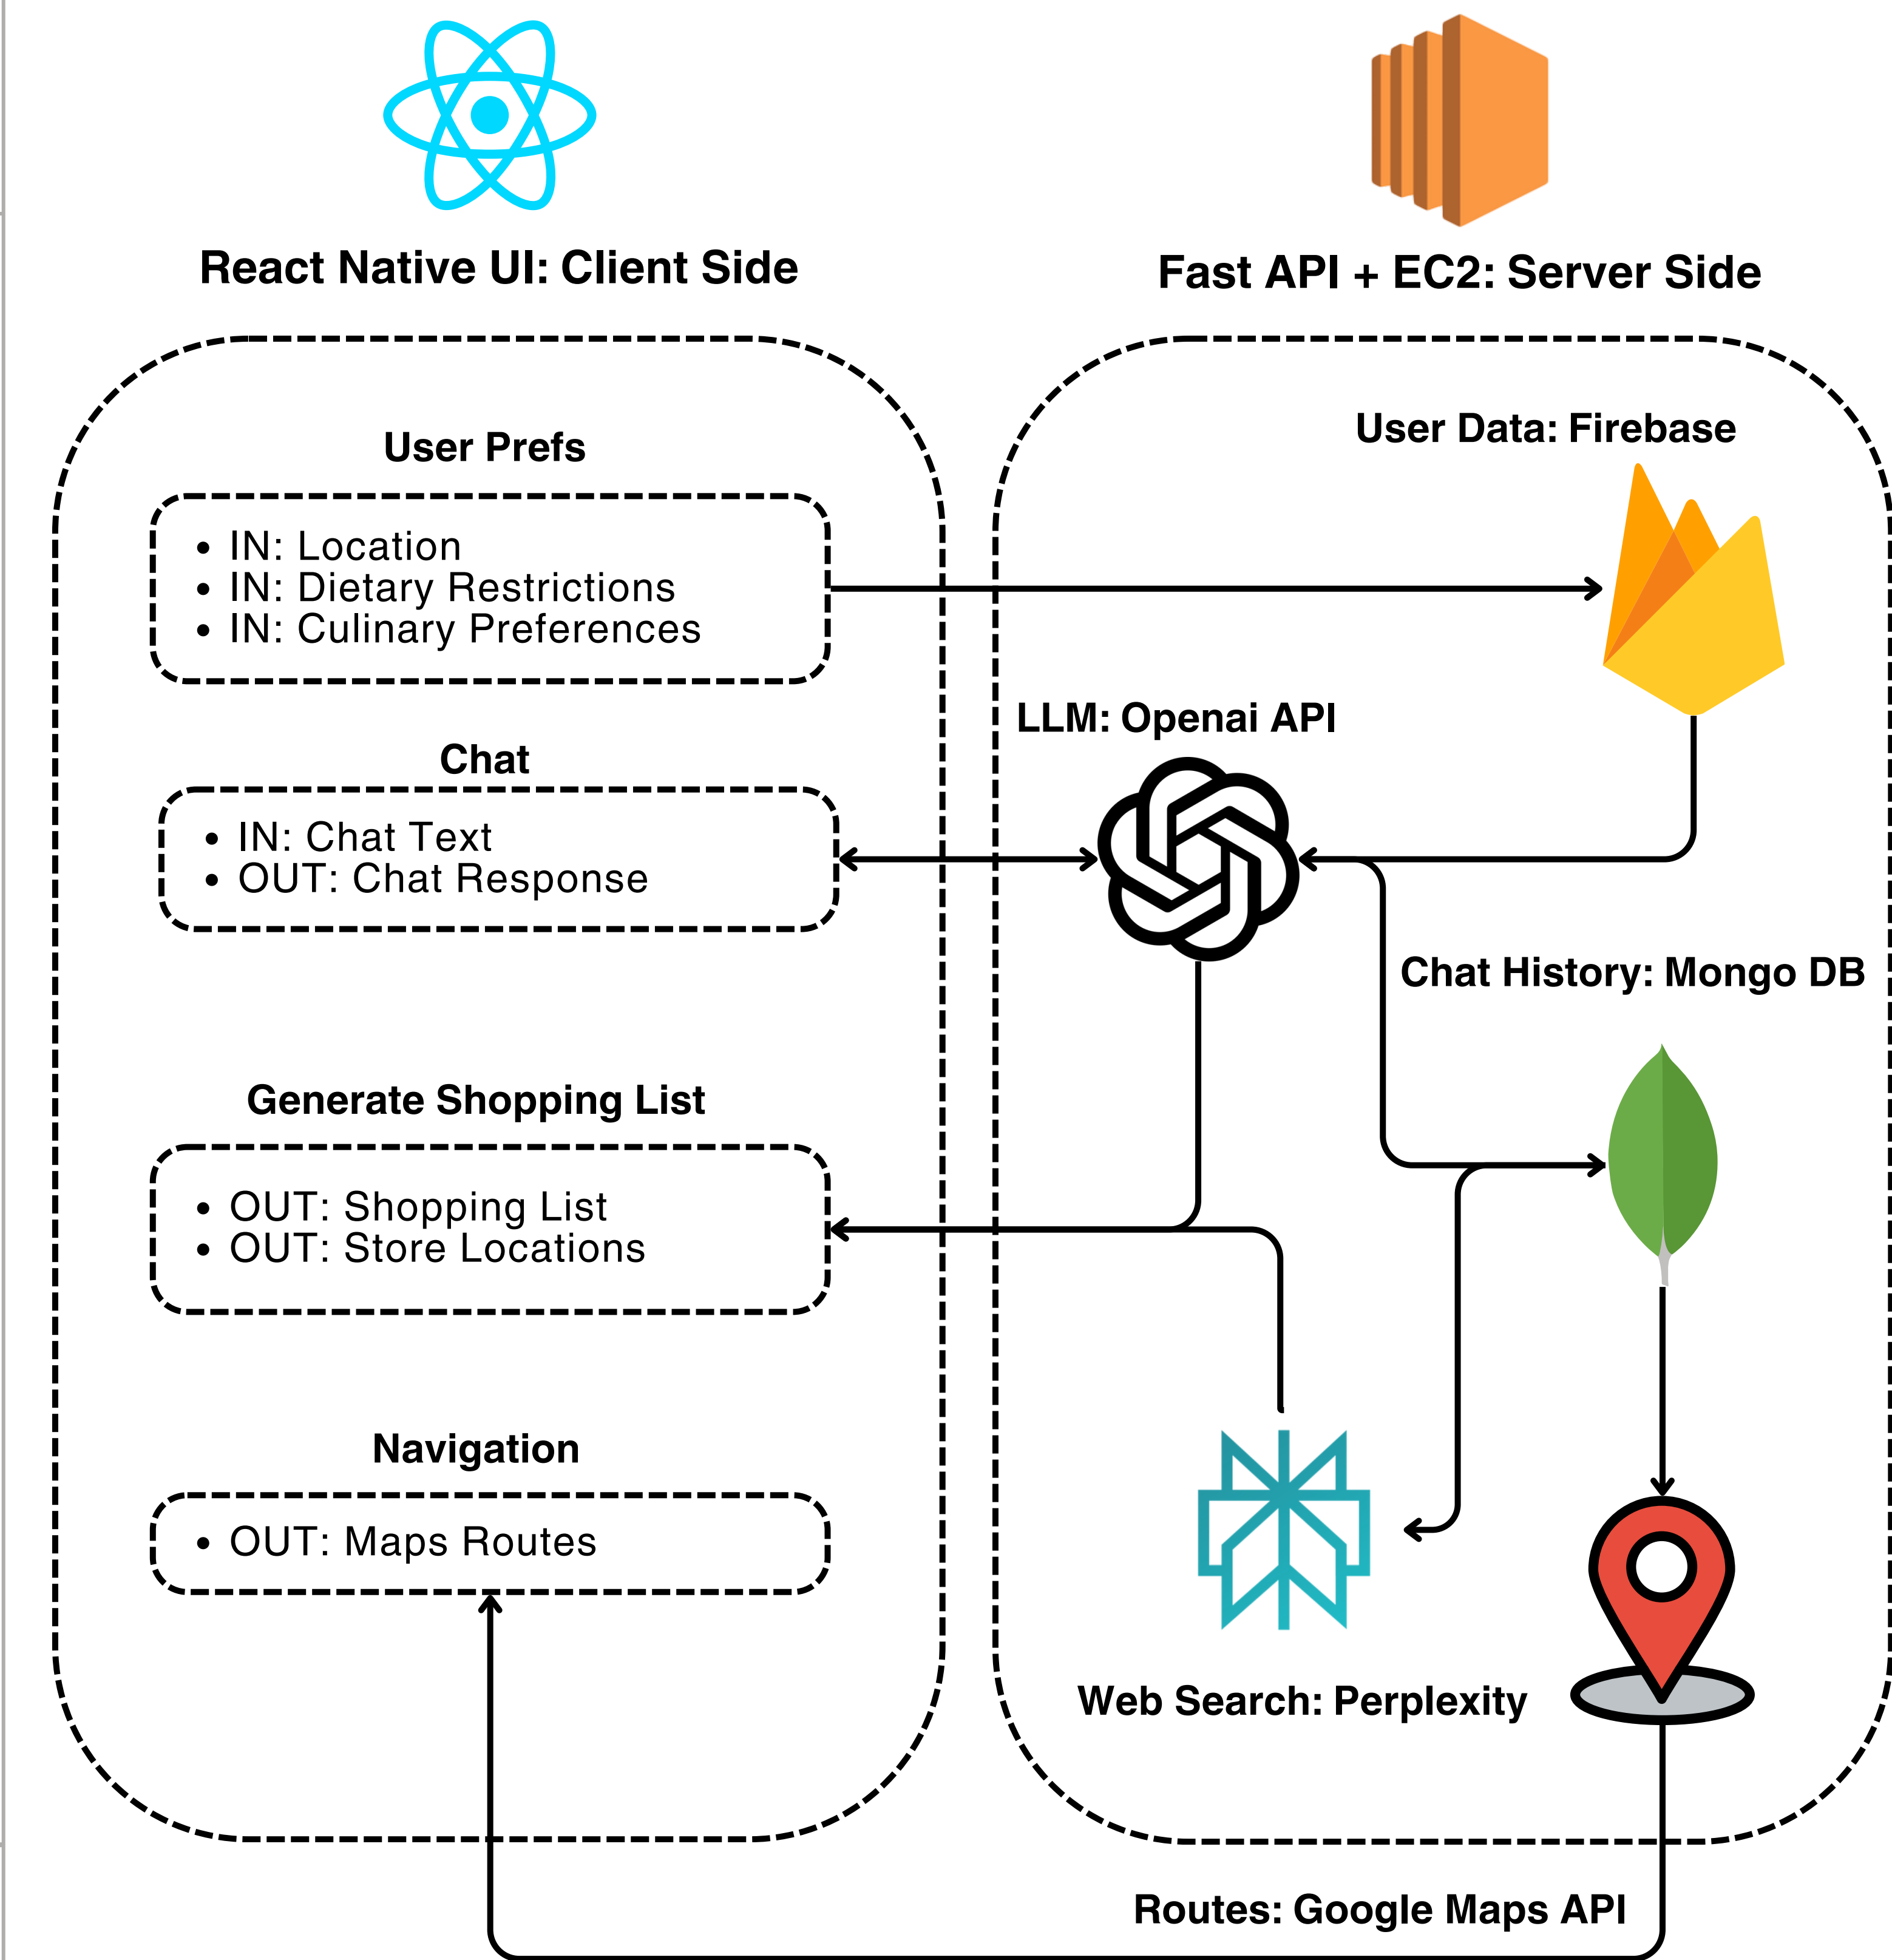 React Native UI: Client Side
Fast API + EC2: Server Side
User Prefs
• IN: Location
• IN: Dietary Restrictions
• IN: Culinary Preferences
Chat
• IN: Chat Text
• OUT: Chat Response
Generate Shopping List
• OUT: Shopping List
• OUT: Store Locations
Navigation
• OUT: Maps Routes
User Data: Firebase
LLM: Openai API
Chat History: Mongo DB
Web Search: Perplexity
Routes: Google Maps API